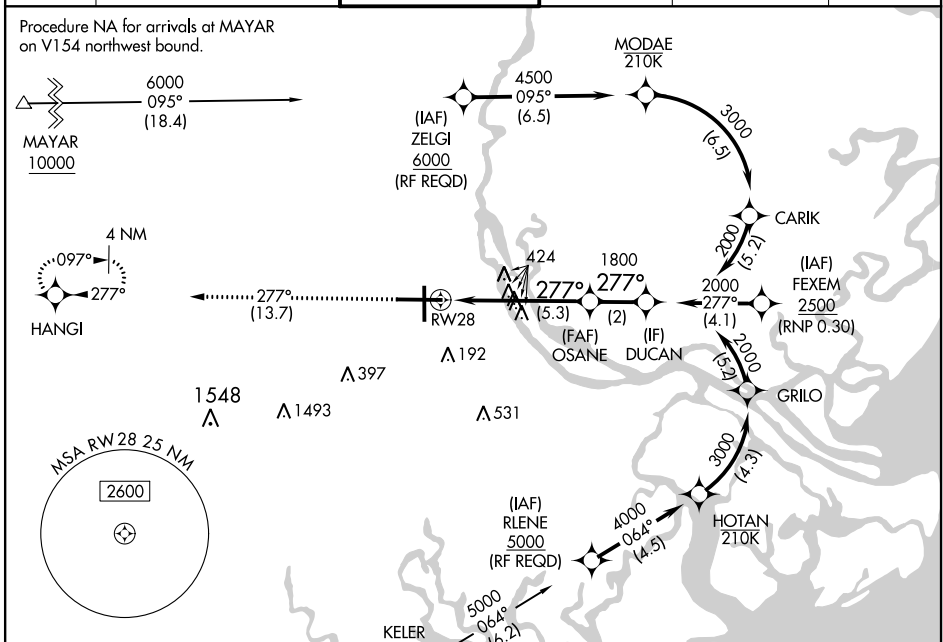 Procedure NA for arrivals at MAYAR
on V154 northwest bound.
MAYAR
10000
6000
095°
(18.4)
(IAF)
ZELGI
6000
(RF REQD)
4500
095°
(6.5)
MODAE
210K
3000
(6.5)
CARIK
2000
(5.2)
4 NM
097°
277°
HANGI
277°
(13.7)
RW28
424
277°
(5.3)
(FAF)
OSANE
1800
277°
(2)
(IF)
DUCAN
2000
277°
(4.1)
(IAF)
FEXEM
2500
(RNP 0.30)
2000
(5.2)
GRILO
192
397
1548
1493
531
3000
(4.3)
HOTAN
210K
MSA RW28 25 NM
2600
(IAF)
RLENE
5000
(RF REQD)
4000
064°
(4.5)
5000
064°
(6.2)
KELER